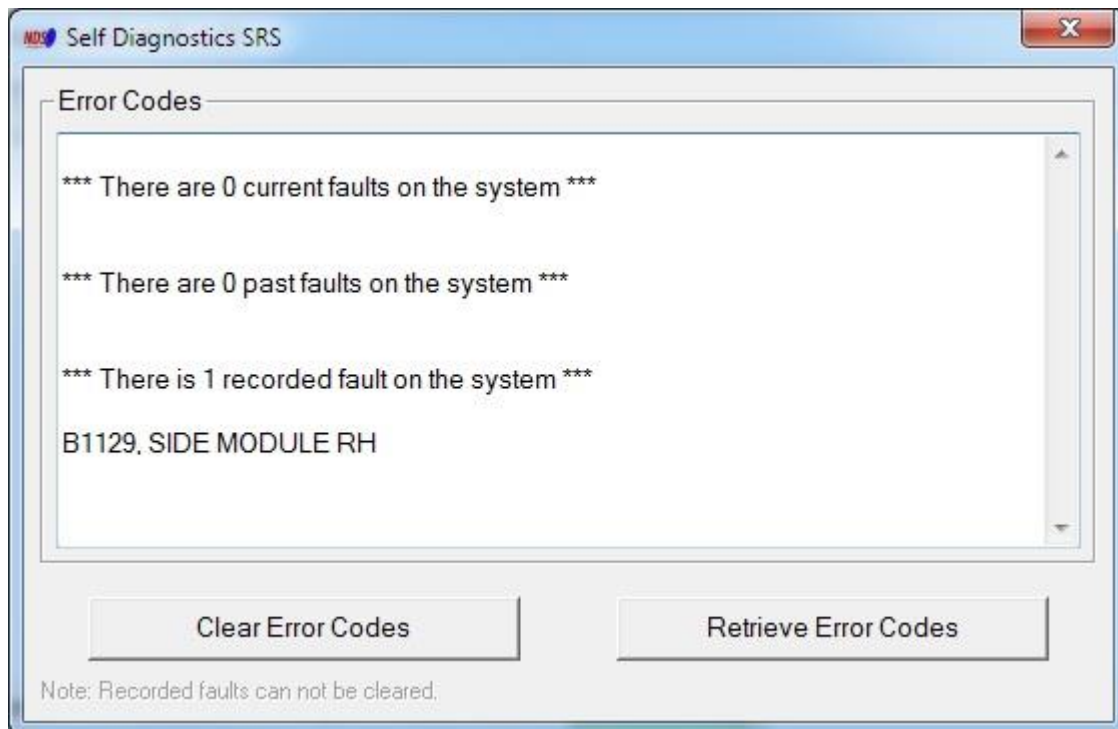 NDS Self Diagnostics SRS
Error Codes
*** There are 0 current faults on the system ***
*** There are 0 past faults on the system ***
*** There is 1 recorded fault on the system ***
B1129, SIDE MODULE RH
Clear Error Codes Retrieve Error Codes
Note: Recorded faults can not be cleared.